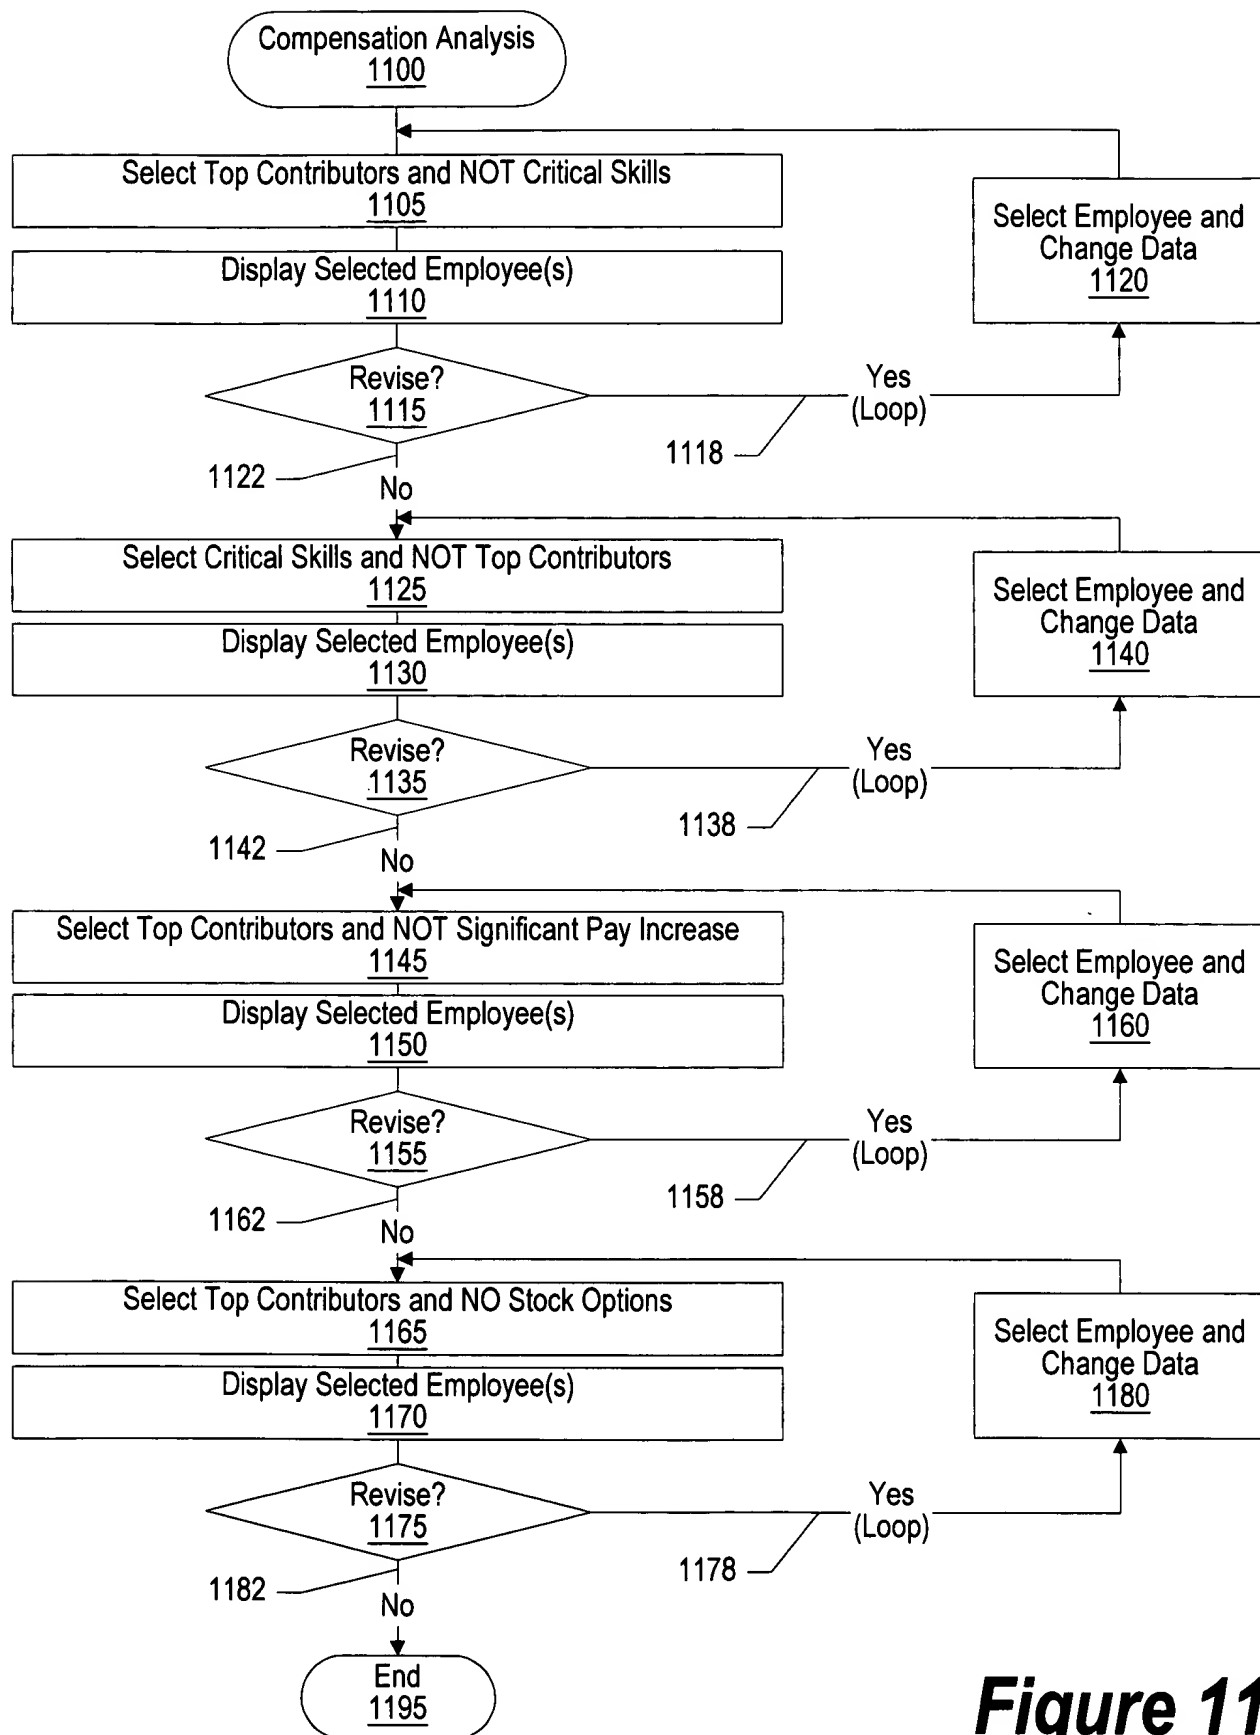 Compensation Analysis
1100
Select Top Contributors and NOT Critical Skills
1105
Select Employee and
Change Data
1120
Display Selected Employee(s)
1110
Revise?
1115
Yes
(Loop)
1118
1122
No
Select Critical Skills and NOT Top Contributors
1125
Select Employee and
Change Data
1140
Display Selected Employee(s)
1130
Revise?
1135
Yes
(Loop)
1138
1142
No
Select Top Contributors and NOT Significant Pay Increase
1145
Select Employee and
Change Data
1160
Display Selected Employee(s)
1150
Revise?
1155
Yes
(Loop)
1158
1162
No
Select Top Contributors and NO Stock Options
1165
Select Employee and
Change Data
1180
Display Selected Employee(s)
1170
Revise?
1175
Yes
(Loop)
1178
1182
No
End
1195
Figure 11